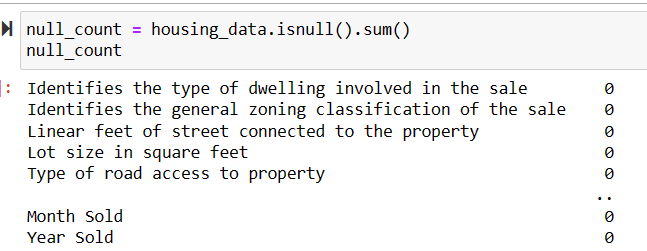 null_count = housing_data.isnull().sum()
null_count
: Identifies the type of dwelling involved in the sale 0
Identifies the general zoning classification of the sale 0
Linear feet of street connected to the property 0
Lot size in square feet 0
Type of road access to property 0
..
Month Sold 0
Year Sold 0